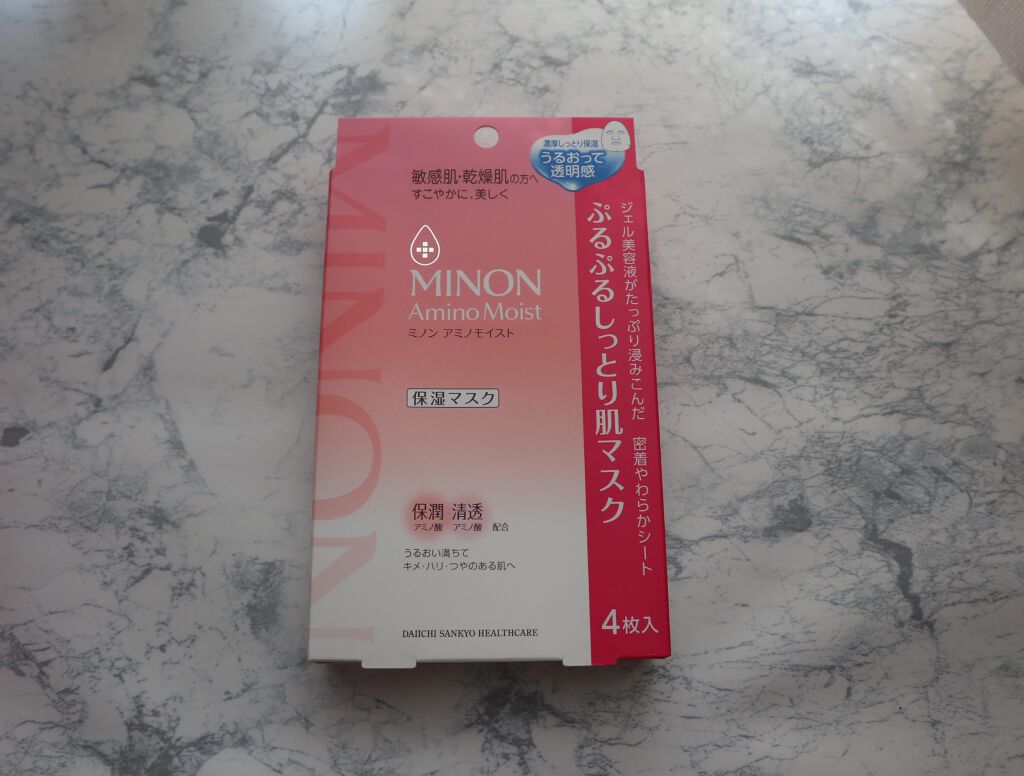 濃厚しっとり保湿
うるおって
透明感
敏感肌・乾燥肌の方へ
すこやかに、美しく
MINON
Amino Moist
ミノン アミノモイスト
保湿マスク
保潤 清透
アミノ酸 アミノ酸 配合
うるおい満ちて
キメ・ハリ・つやのある肌へ
DAIICHI SANKYO HEALTHCARE
MINON
ジェル美容液がたっぷり浸みこんだ 密着やわらかシート
ぷるぷるしっとり肌マスク
4枚入